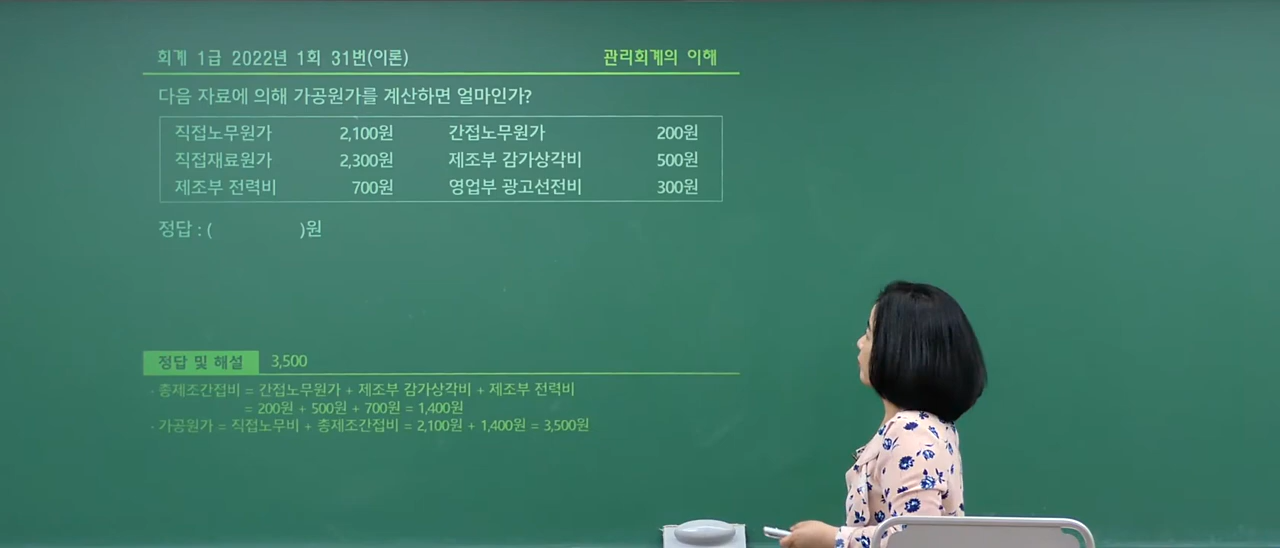 회계 1급 2022년 1회 31번(이론) 관리회계의 이해
다음 자료에 의해 가공원가를 계산하면 얼마인가?
직접노무원가 2,100원 간접노무원가 200원
직접재료원가 2,300원 제조부 감가상각비 500원
제조부 전력비 700원 영업부 광고선전비 300원
정답 : ( )원
정답 및 해설 3,500
· 총제조간접비 = 간접노무원가 + 제조부 감가상각비 + 제조부 전력비
= 200원 + 500원 + 700원 = 1,400원
· 가공원가 = 직접노무비 + 총제조간접비 = 2,100원 + 1,400원 = 3,500원